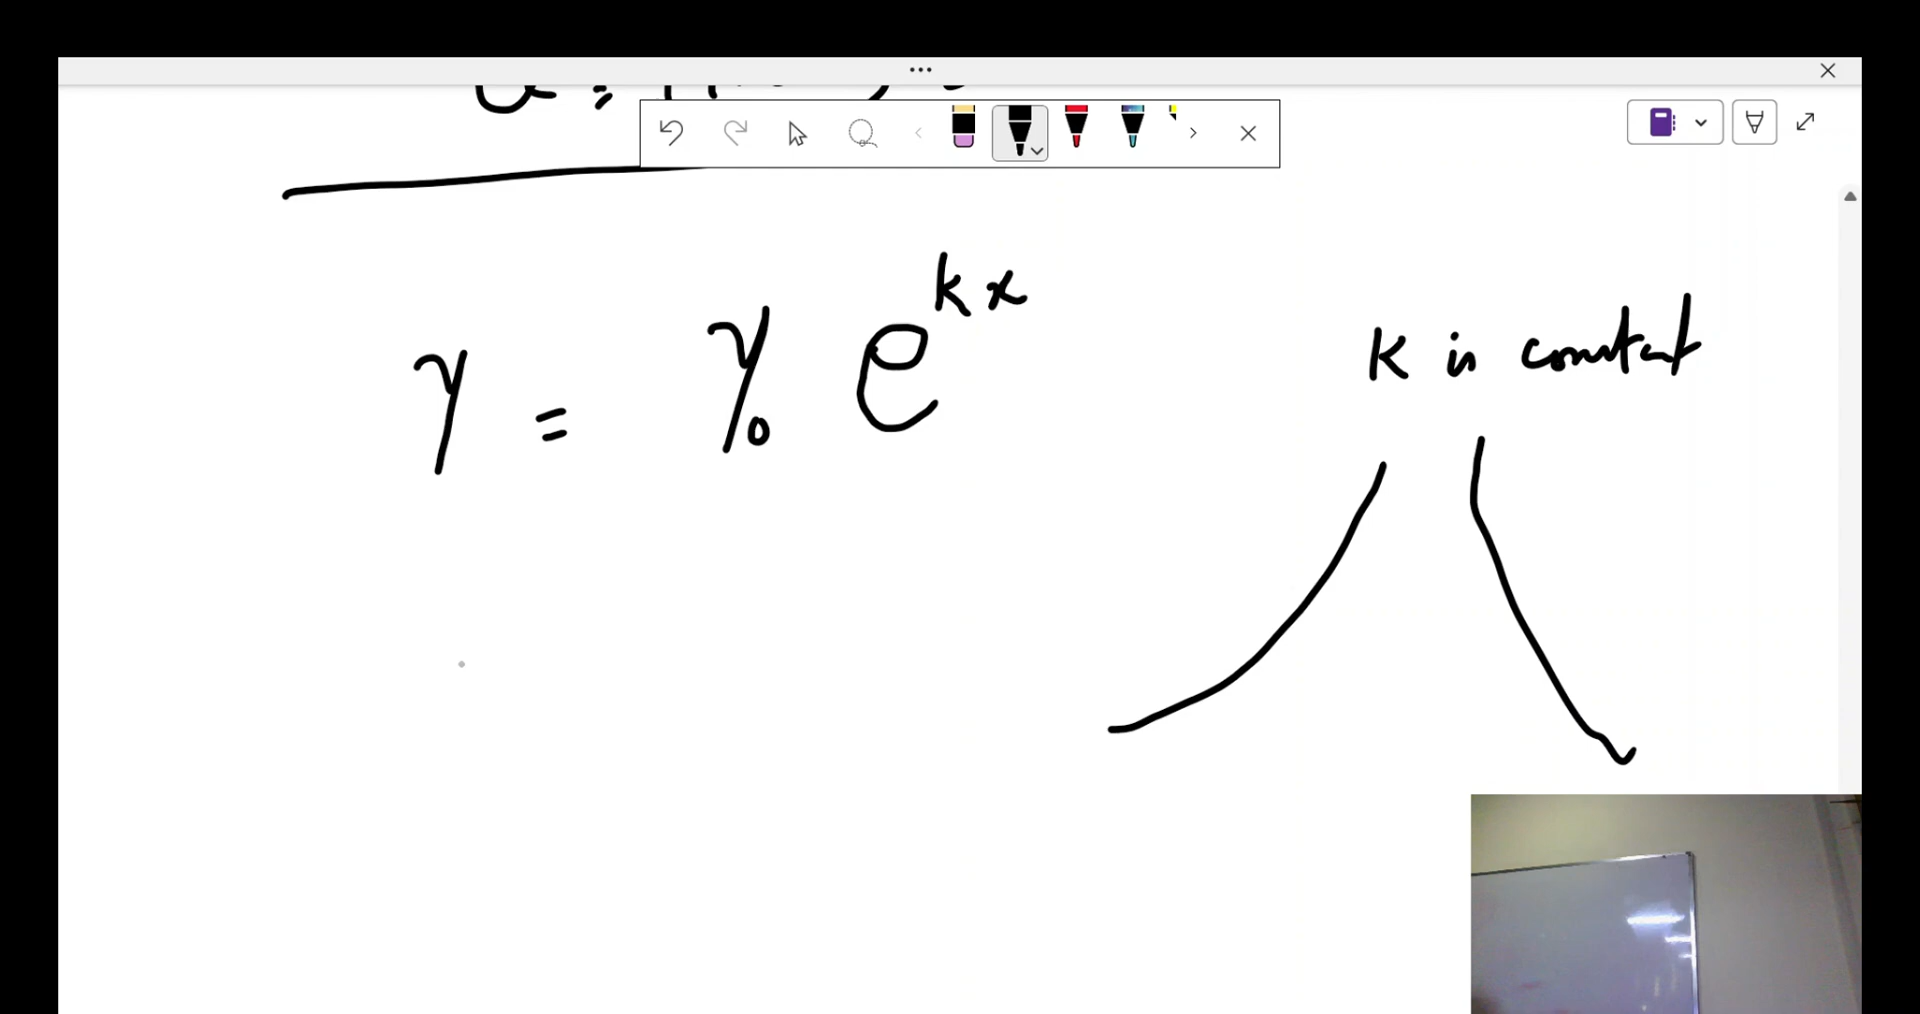 y = y₀ e^{kx}
K is constant